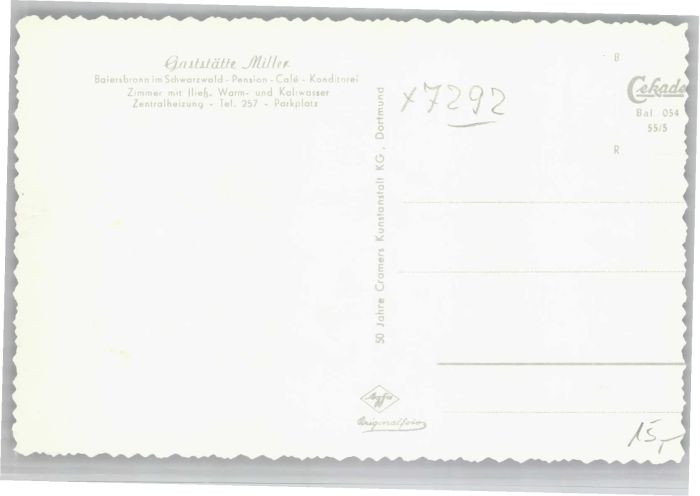 Gaststätte Miller
Baiersbronn im Schwarzwald - Pension - Café - Konditorei
Zimmer mit fließ. Warm- und Kaltwasser
Zentralheizung - Tel. 257 - Parkplatz
50 Jahre Cramers Kunstanstalt KG, Dortmund
x7292
B
Cekade
Bai 054
55/5
R
Agfa
Originalfoto
15,-